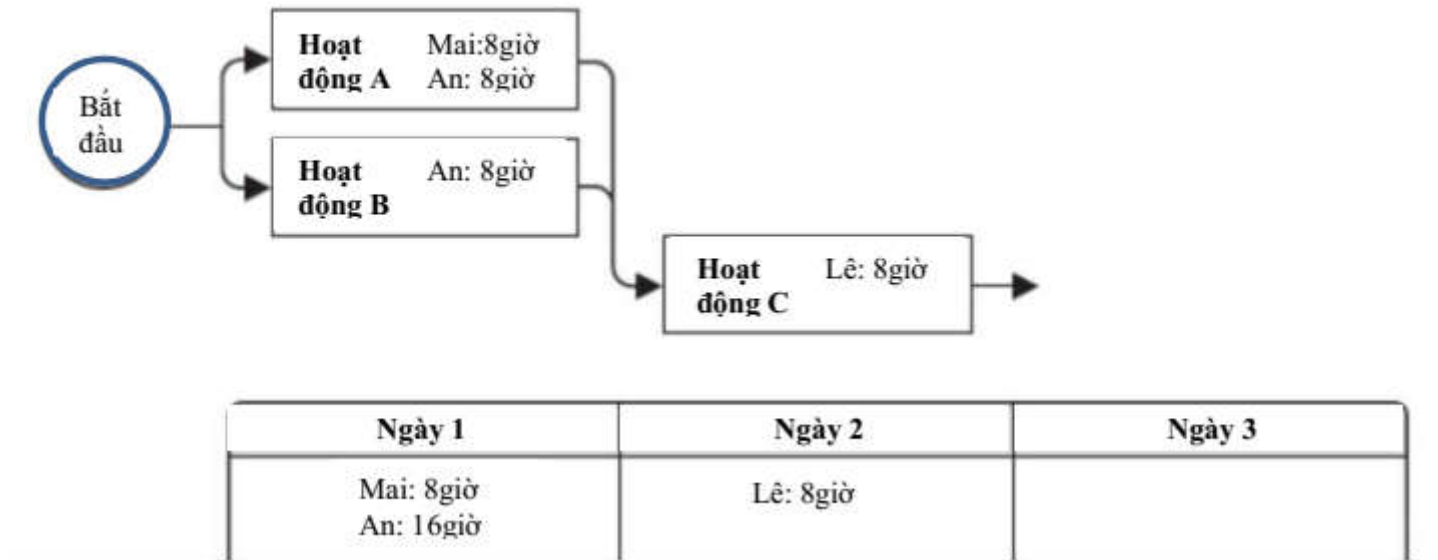 Bắt
đầu
Hoạt
động A
Mai:8giờ
An: 8giờ
Hoạt
động B
An: 8giờ
Hoạt
động C
Lê: 8giờ
Ngày 1
Ngày 2
Ngày 3
Mai: 8giờ
An: 16giờ
Lê: 8giờ